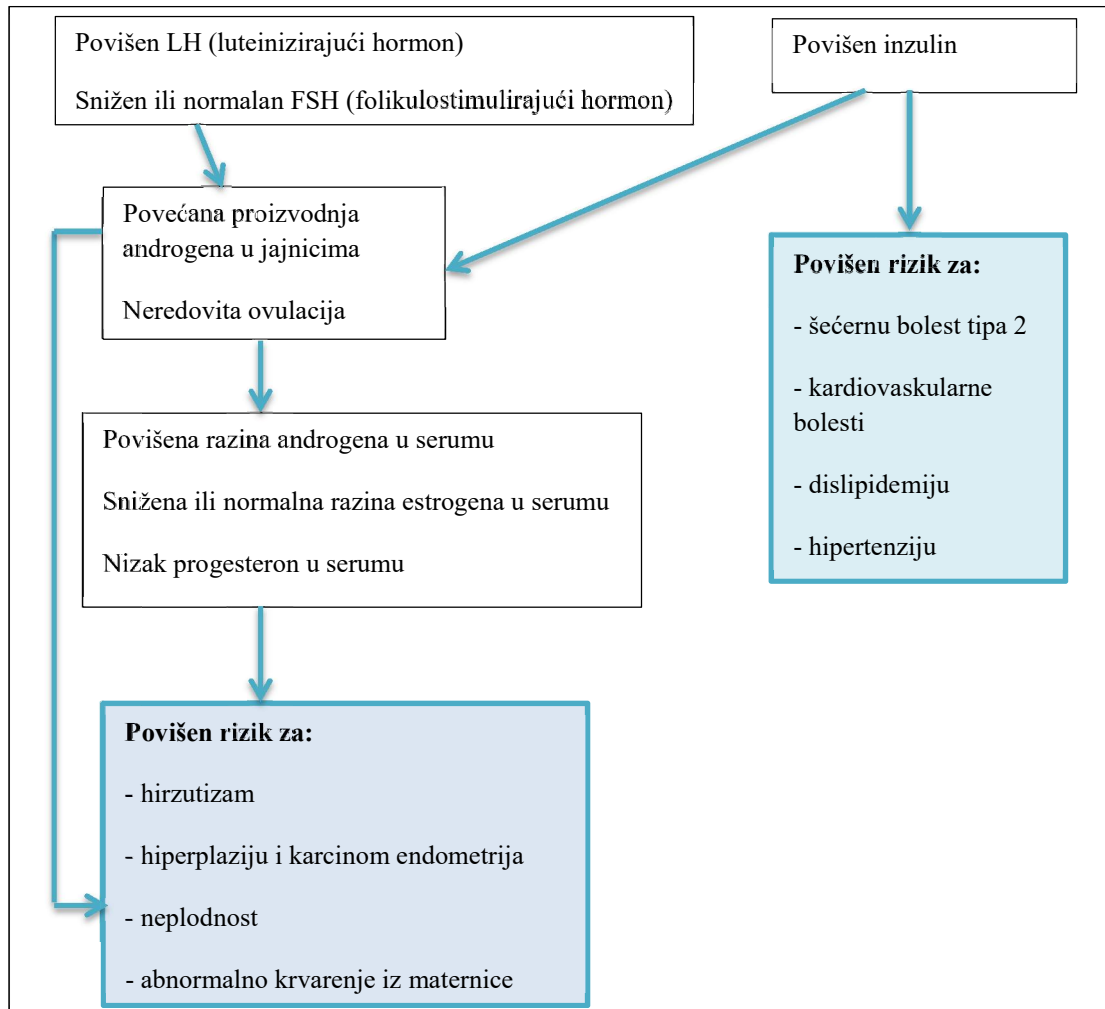 Povišen LH (luteinizirajući hormon)
Snižen ili normalan FSH (folikulostimulirajući hormon)
Povišen inzulin
Povećana proizvodnja
androgena u jajnicima
Neredovita ovulacija
Povišen rizik za:
- šećernu bolest tipa 2
- kardiovaskularne
bolesti
- dislipidemiju
- hipertenziju
Povišena razina androgena u serumu
Snižena ili normalna razina estrogena u serumu
Nizak progesteron u serumu
Povišen rizik za:
- hirzutizam
- hiperplaziju i karcinom endometrija
- neplodnost
- abnormalno krvarenje iz maternice